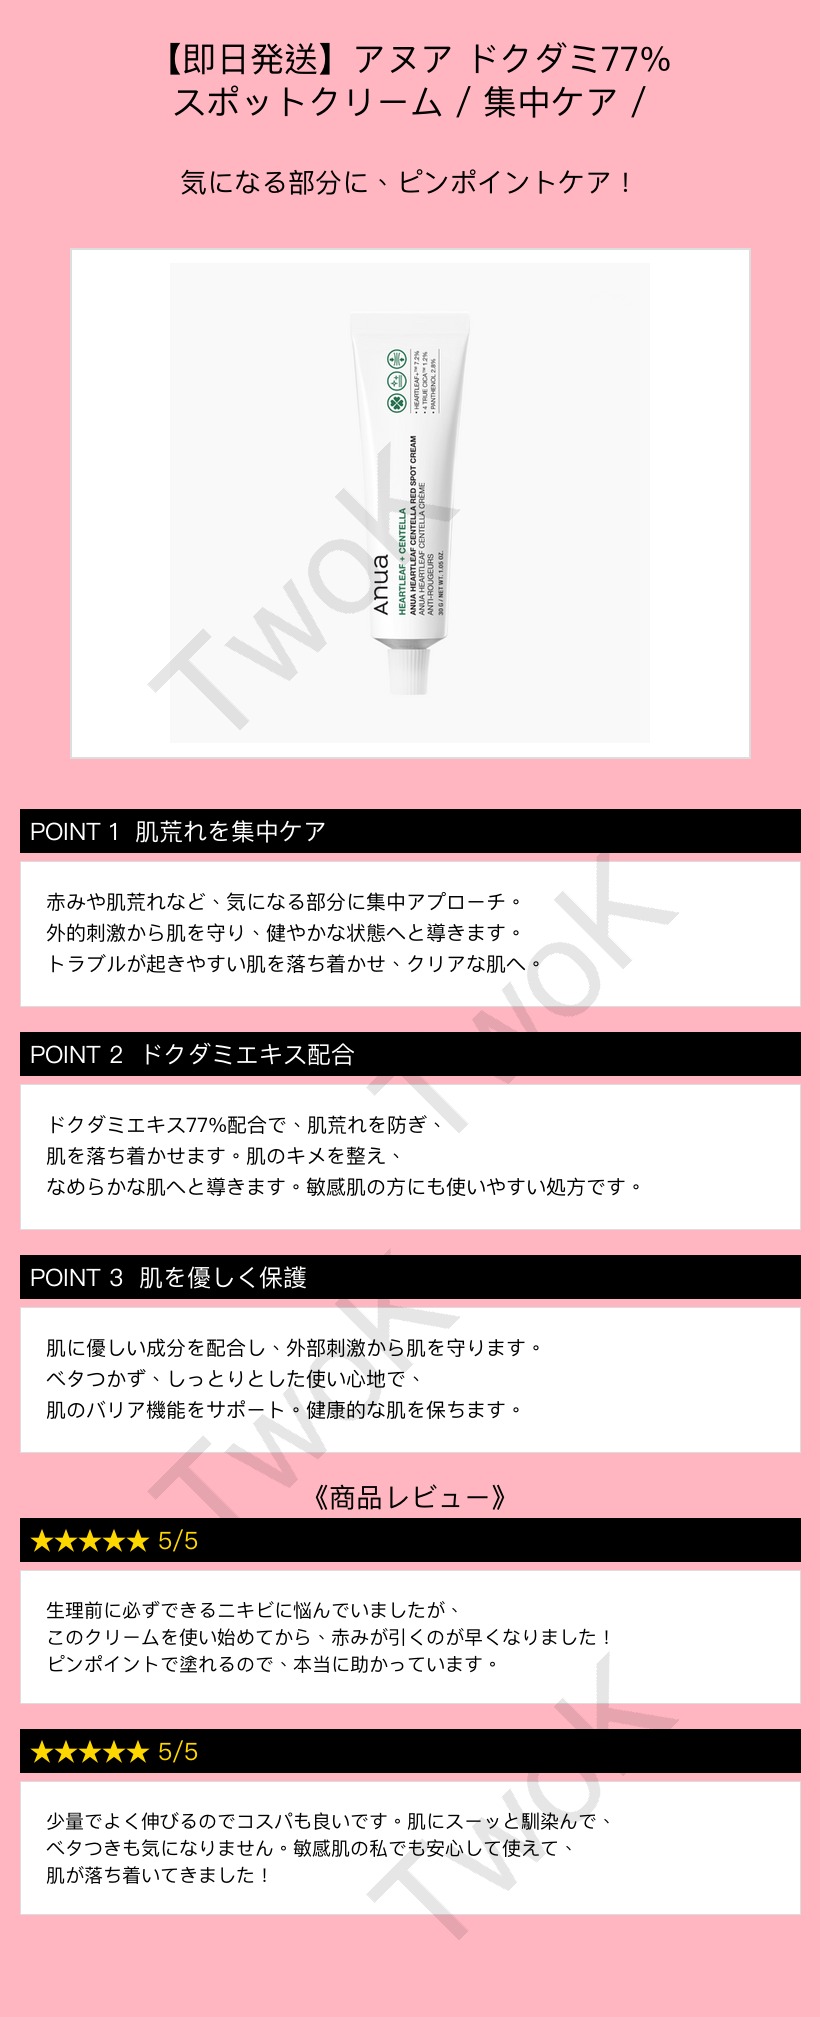 【即日発送】アヌア ドクダミ77%
スポットクリーム / 集中ケア /
気になる部分に、ピンポイントケア！
• HEARTLEAF+™ 7.2%
• 4 TRUE CICA™ 1.2%
• PANTHENOL 2.8%
Anua
HEARTLEAF + CENTELLA
ANUA HEARTLEAF CENTELLA RED SPOT CREAM
ANUA HEARTLEAF CENTELLA CRÈME
ANTI-ROUGEURS
30 G / NET WT. 1.05 OZ.
TwoK
POINT 1 肌荒れを集中ケア
赤みや肌荒れなど、気になる部分に集中アプローチ。
外的刺激から肌を守り、健やかな状態へと導きます。
トラブルが起きやすい肌を落ち着かせ、クリアな肌へ。
TwoK
POINT 2 ドクダミエキス配合
ドクダミエキス77%配合で、肌荒れを防ぎ、
肌を落ち着かせます。肌のキメを整え、
なめらかな肌へと導きます。敏感肌の方にも使いやすい処方です。
POINT 3 肌を優しく保護
肌に優しい成分を配合し、外部刺激から肌を守ります。
ベタつかず、しっとりとした使い心地で、
肌のバリア機能をサポート。健康的な肌を保ちます。
TwoK
《商品レビュー》
★★★★★ 5/5
生理前に必ずできるニキビに悩んでいましたが、
このクリームを使い始めてから、赤みが引くのが早くなりました！
ピンポイントで塗れるので、本当に助かっています。
★★★★★ 5/5
少量でよく伸びるのでコスパも良いです。肌にスーッと馴染んで、
ベタつきも気になりません。敏感肌の私でも安心して使えて、
肌が落ち着いてきました！
TwoK